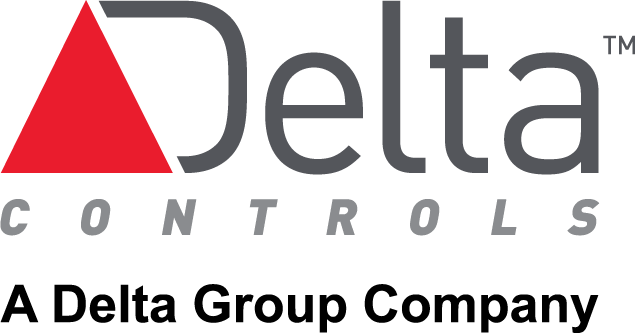 Delta™
CONTROLS
A Delta Group Company